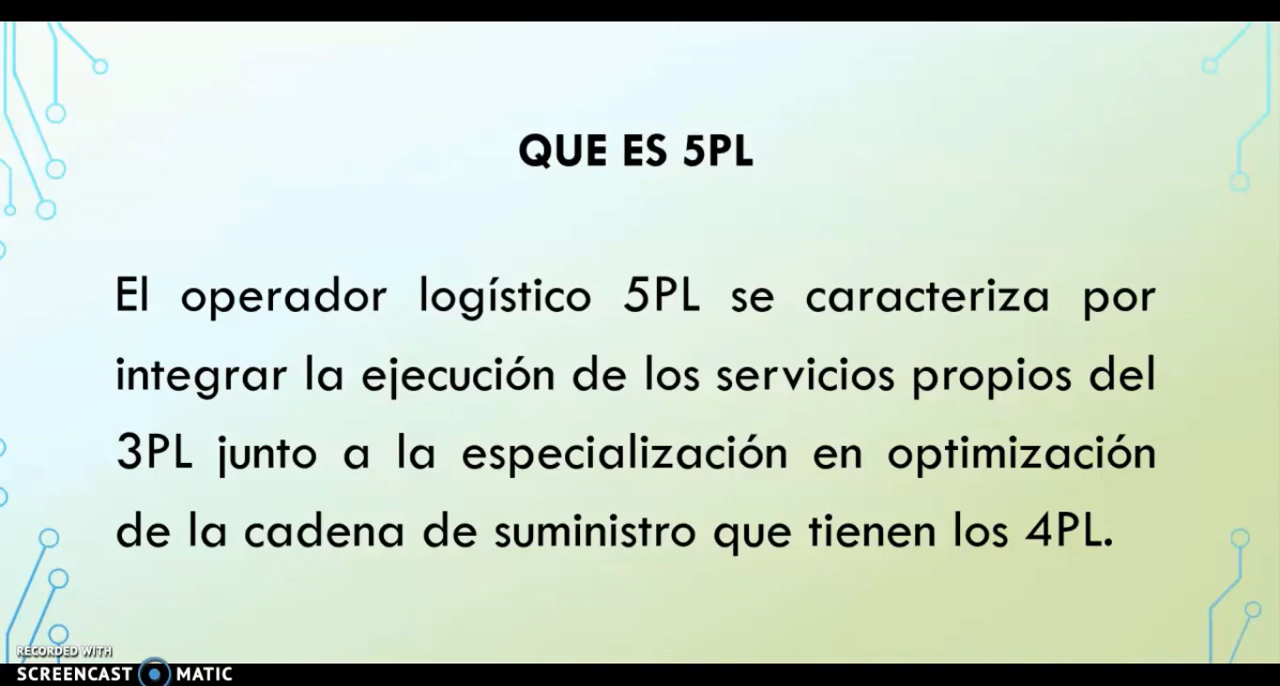 QUE ES 5PL
El operador logístico 5PL se caracteriza por
integrar la ejecución de los servicios propios del
3PL junto a la especialización en optimización
de la cadena de suministro que tienen los 4PL.
RECORDED WITH
SCREENCAST MATIC